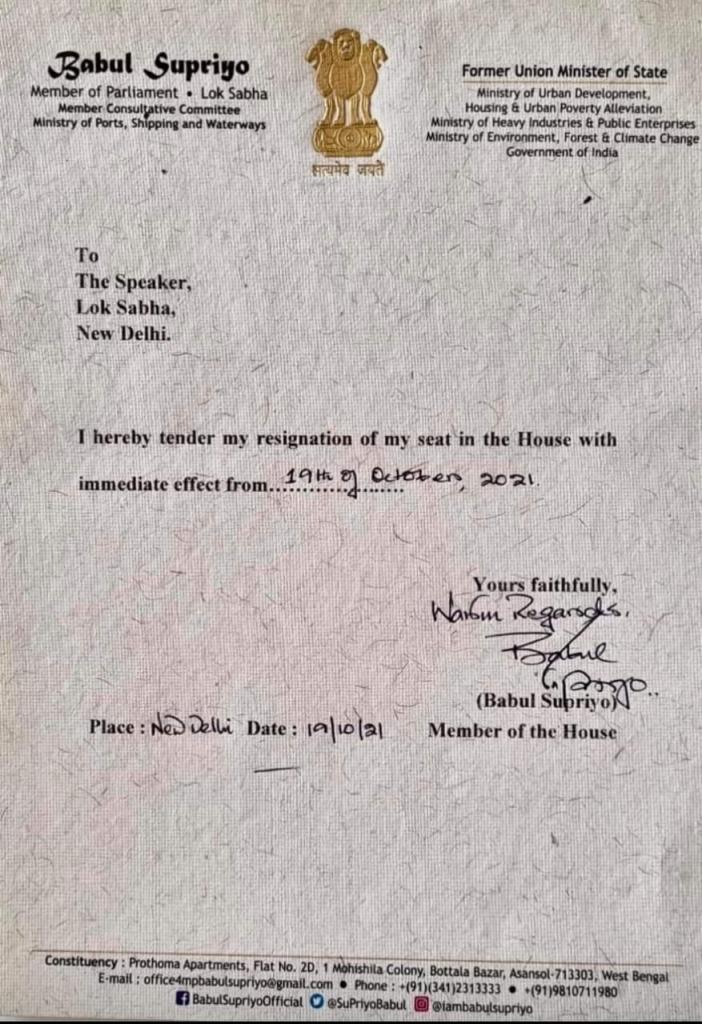 Babul Supriyo
Member of Parliament • Lok Sabha
Member Consultative Committee
Ministry of Ports, Shipping and Waterways
सत्यमेव जयते
Former Union Minister of State
Ministry of Urban Development,
Housing & Urban Poverty Alleviation
Ministry of Heavy Industries & Public Enterprises
Ministry of Environment, Forest & Climate Change
Government of India
To
The Speaker,
Lok Sabha,
New Delhi.
I hereby tender my resignation of my seat in the House with
immediate effect from...19th of October, 2021.
Yours faithfully,
Warm Regards.
Babul
Supriyo..
(Babul Supriyo)
Place : New Delhi Date : 19/10/21 Member of the House
Constituency : Prothoma Apartments, Flat No. 2D, 1 Mohishila Colony, Bottala Bazar, Asansol-713303, West Bengal
E-mail : office4mpbabulsupriyo@gmail.com • Phone : +(91)(341)2313333 • +(91)9810711980
BabulSupriyoOfficial @SuPriyoBabul @iambabulsupriyo